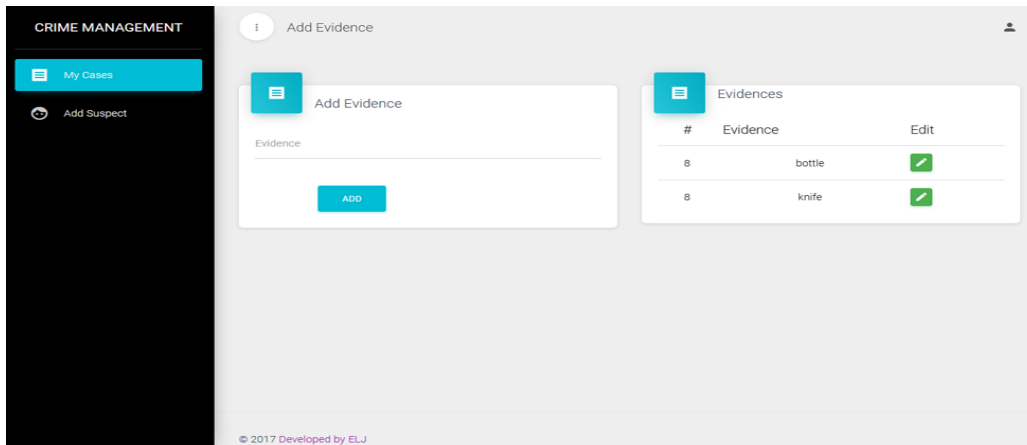 CRIME MANAGEMENT
My Cases
Add Suspect
Add Evidence
Add Evidence
Evidence
ADD
Evidences
# Evidence Edit
8 bottle
8 knife
© 2017 Developed by ELJ